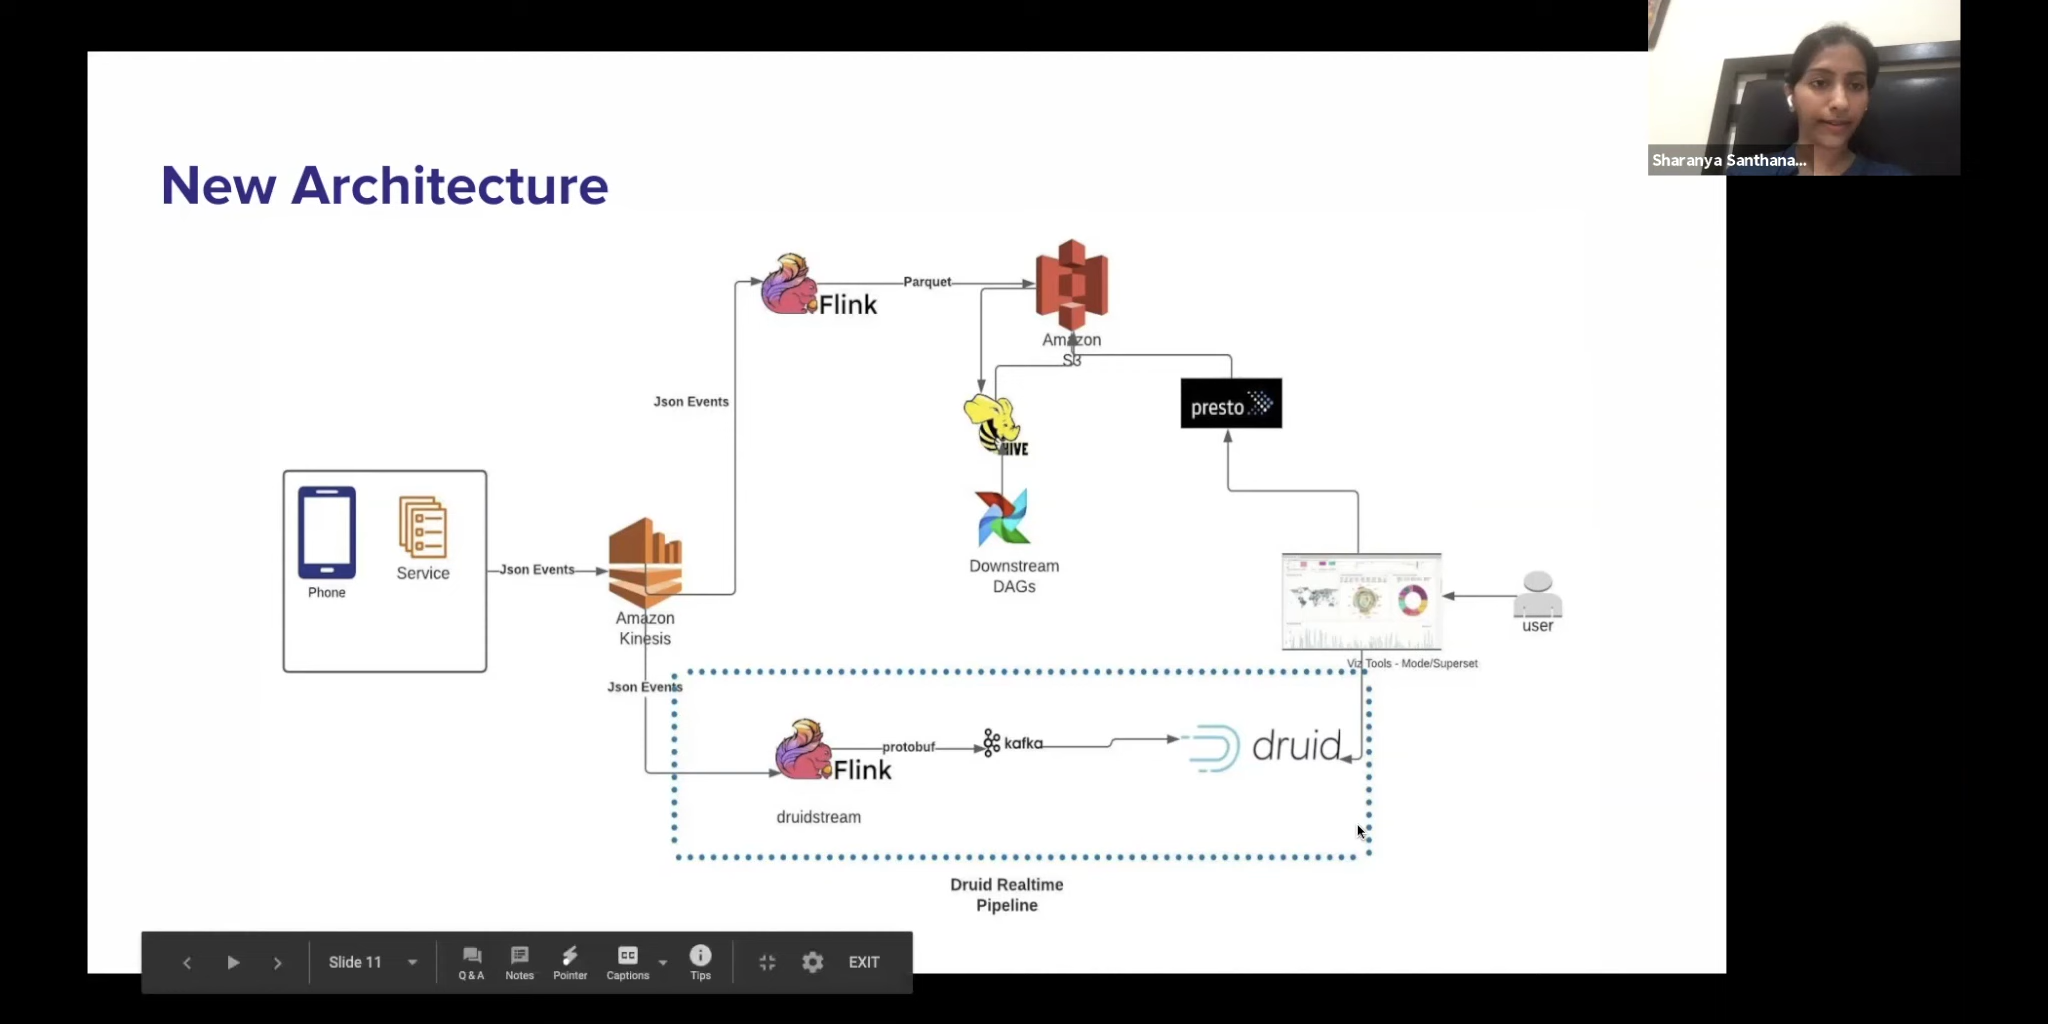 Sharanya Santhana...
New Architecture
Flink
Parquet
Amazon
S3
Json Events
presto
HIVE
Phone
Service
Json Events
Amazon
Kinesis
Downstream
DAGs
user
Viz Tools - Mode/Superset
Json Events
Flink
protobuf
kafka
druid
druidstream
Druid Realtime
Pipeline
Slide 11
Q & A
Notes
Pointer
CC
Captions
Tips
EXIT